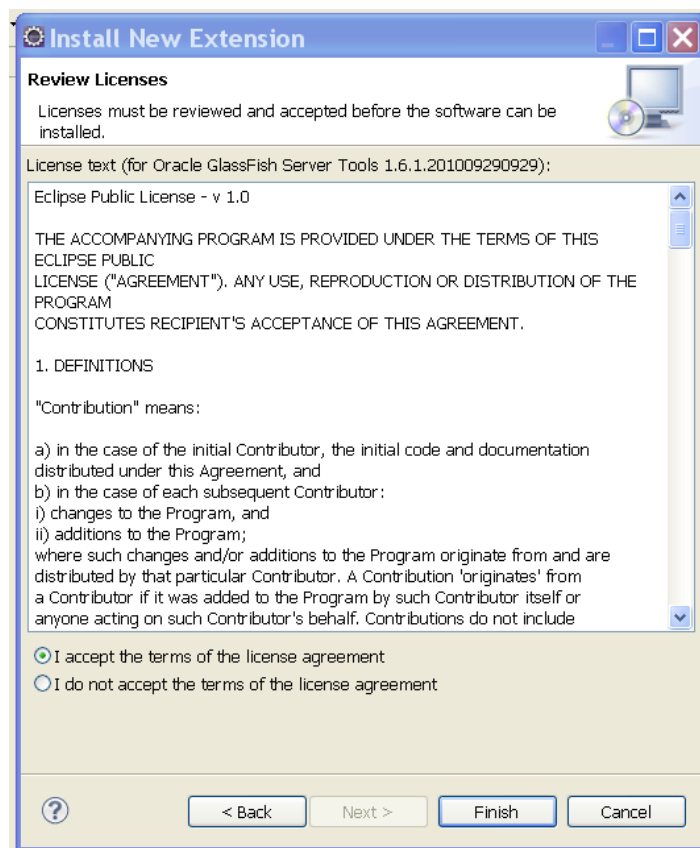 Install New Extension
Review Licenses
Licenses must be reviewed and accepted before the software can be
installed.
License text (for Oracle GlassFish Server Tools 1.6.1.201009290929):
Eclipse Public License - v 1.0
THE ACCOMPANYING PROGRAM IS PROVIDED UNDER THE TERMS OF THIS
ECLIPSE PUBLIC
LICENSE ("AGREEMENT"). ANY USE, REPRODUCTION OR DISTRIBUTION OF THE
PROGRAM
CONSTITUTES RECIPIENT'S ACCEPTANCE OF THIS AGREEMENT.
1. DEFINITIONS
"Contribution" means:
a) in the case of the initial Contributor, the initial code and documentation
distributed under this Agreement, and
b) in the case of each subsequent Contributor:
i) changes to the Program, and
ii) additions to the Program;
where such changes and/or additions to the Program originate from and are
distributed by that particular Contributor. A Contribution 'originates' from
a Contributor if it was added to the Program by such Contributor itself or
anyone acting on such Contributor's behalf. Contributions do not include
I accept the terms of the license agreement
I do not accept the terms of the license agreement
? < Back Next > Finish Cancel